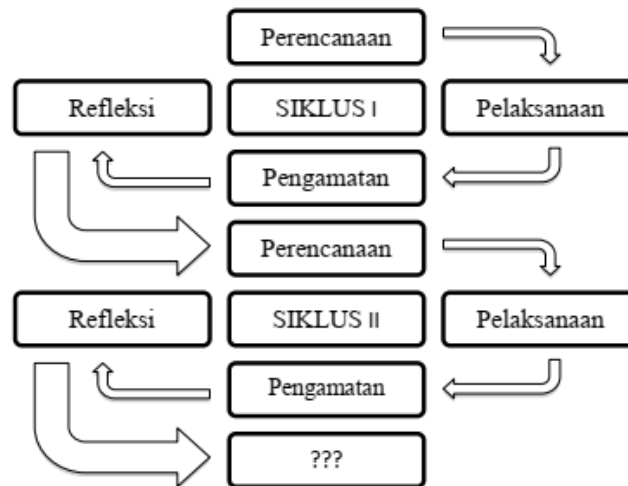 Perencanaan
Refleksi
SIKLUS I
Pelaksanaan
Pengamatan
Perencanaan
Refleksi
SIKLUS II
Pelaksanaan
Pengamatan
???